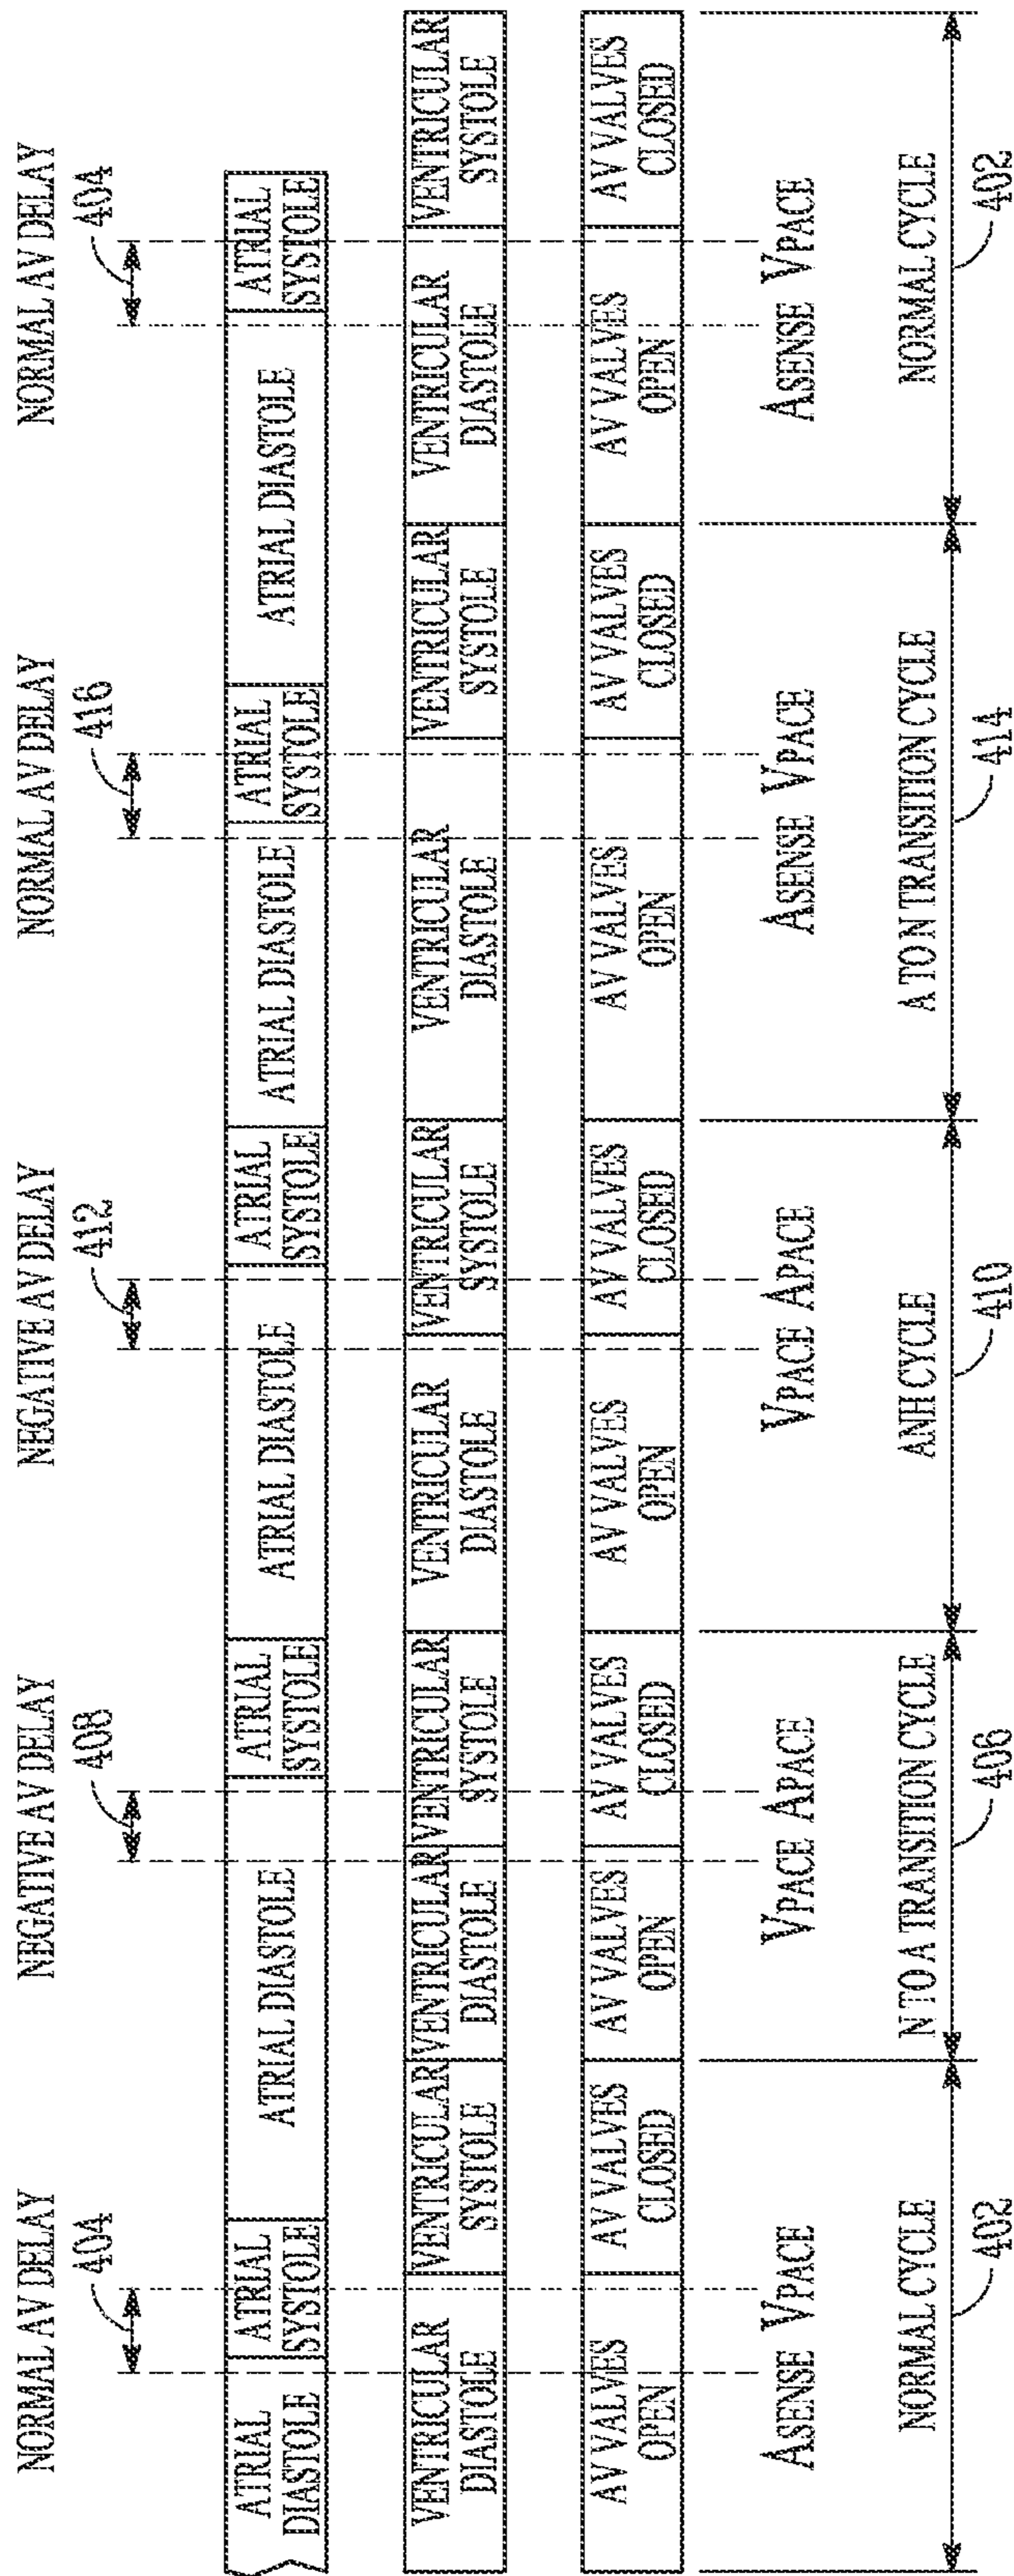 NORMAL AV DELAY
NEGATIVE AV DELAY
NEGATIVE AV DELAY
NORMAL AV DELAY
NORMAL AV DELAY
404
408
412
416
404
ATRIAL
DIASTOLE
ATRIAL
SYSTOLE
ATRIAL DIASTOLE
ATRIAL
SYSTOLE
ATRIAL DIASTOLE
ATRIAL
SYSTOLE
ATRIAL DIASTOLE
ATRIAL
SYSTOLE
ATRIAL DIASTOLE
ATRIAL
SYSTOLE
VENTRICULAR
DIASTOLE
VENTRICULAR
SYSTOLE
VENTRICULAR
DIASTOLE
VENTRICULAR
SYSTOLE
VENTRICULAR
DIASTOLE
VENTRICULAR
SYSTOLE
VENTRICULAR
DIASTOLE
VENTRICULAR
SYSTOLE
VENTRICULAR
DIASTOLE
VENTRICULAR
SYSTOLE
AV VALVES
OPEN
AV VALVES
CLOSED
AV VALVES
OPEN
AV VALVES
CLOSED
AV VALVES
OPEN
AV VALVES
CLOSED
AV VALVES
OPEN
AV VALVES
CLOSED
AV VALVES
OPEN
AV VALVES
CLOSED
ASENSE VPACE
VPACE APACE
VPACE APACE
ASENSE VPACE
ASENSE VPACE
NORMAL CYCLE
N TO A TRANSITION CYCLE
ANH CYCLE
A TO N TRANSITION CYCLE
NORMAL CYCLE
402
406
410
414
402